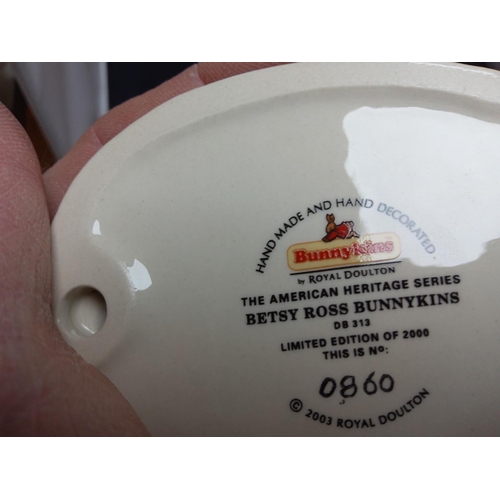 HAND MADE AND HAND DECORATED
Bunnykins
by ROYAL DOULTON
THE AMERICAN HERITAGE SERIES
BETSY ROSS BUNNYKINS
DB 313
LIMITED EDITION OF 2000
THIS IS Nº:
0860
© 2003 ROYAL DOULTON